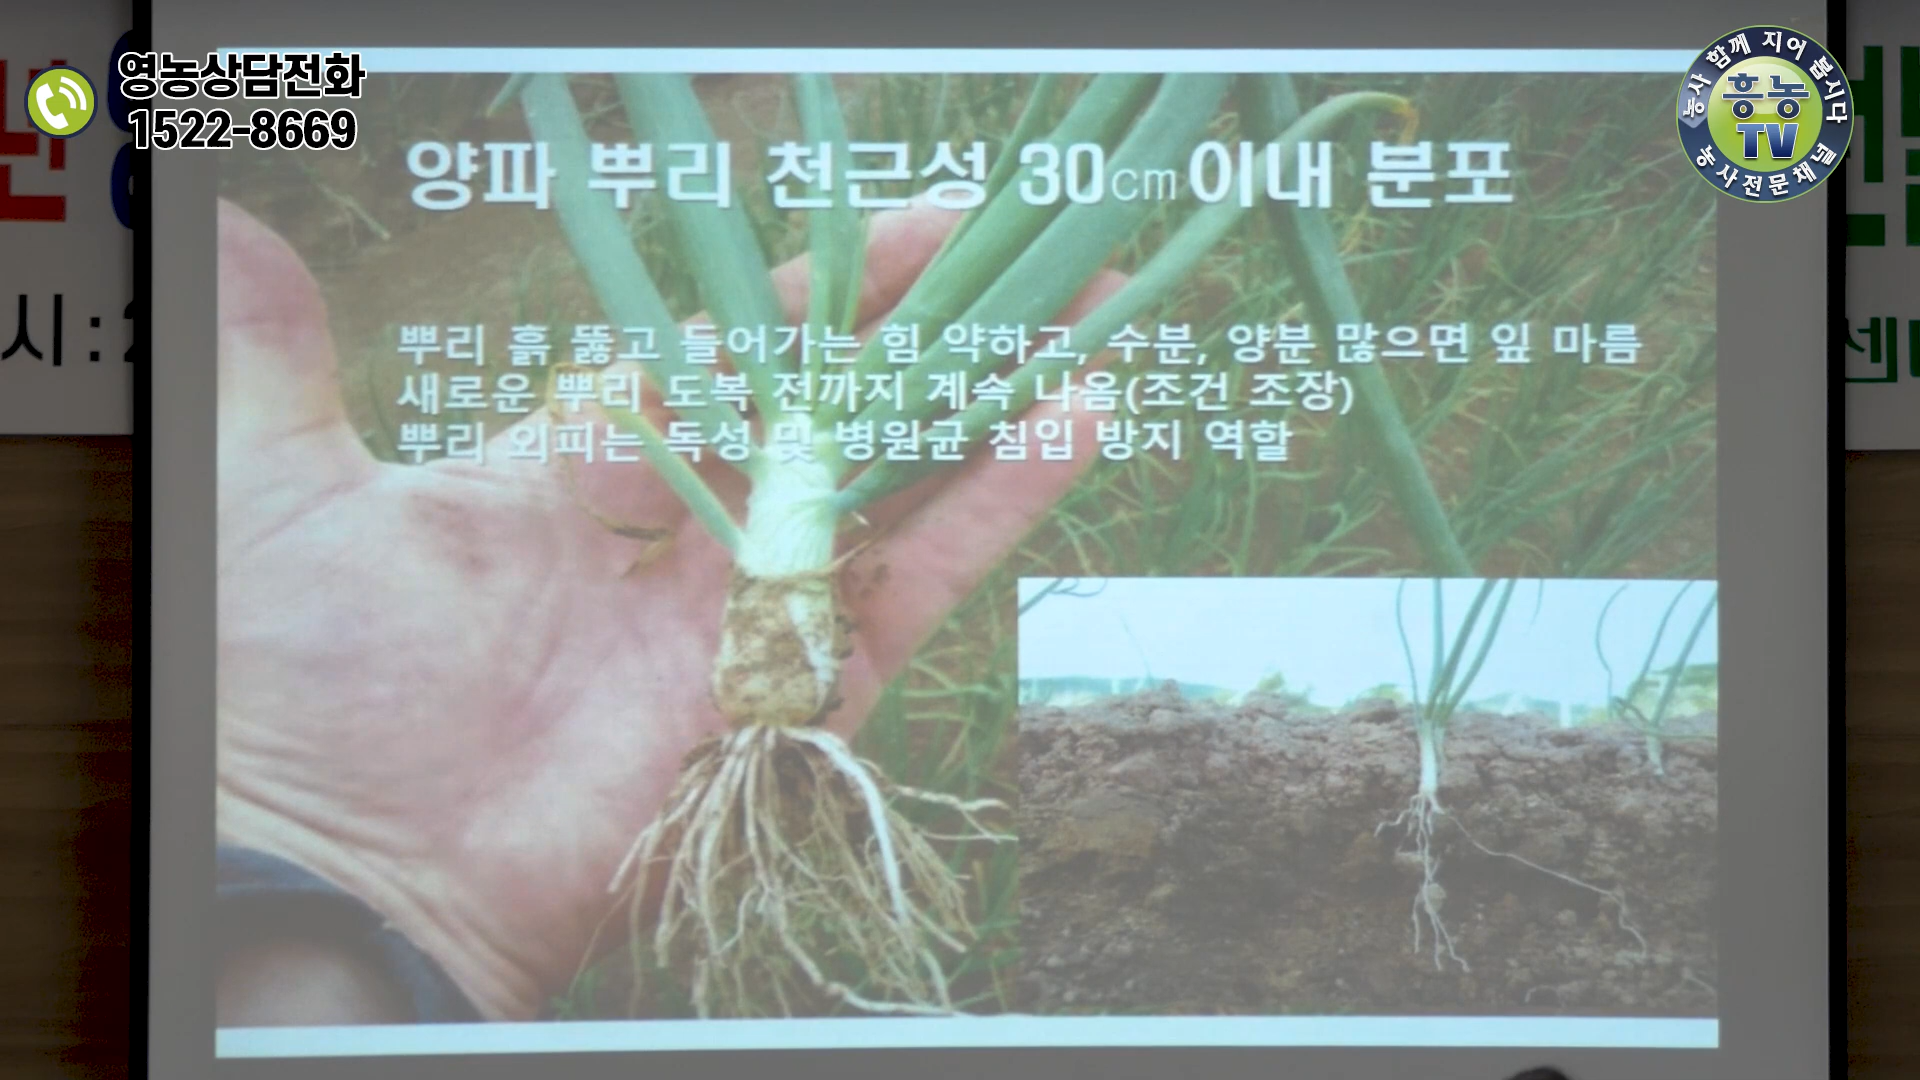 영농상담전화
1522-8669
농사 함께 지어 봅시다
흥농
TV
농사전문채널
양파 뿌리 천근성 30cm이내 분포
뿌리 흙 뚫고 들어가는 힘 약하고, 수분, 양분 많으면 잎 마름
새로운 뿌리 도복 전까지 계속 나옴(조건 조장)
뿌리 외피는 독성 및 병원균 침입 방지 역할
시 :
센